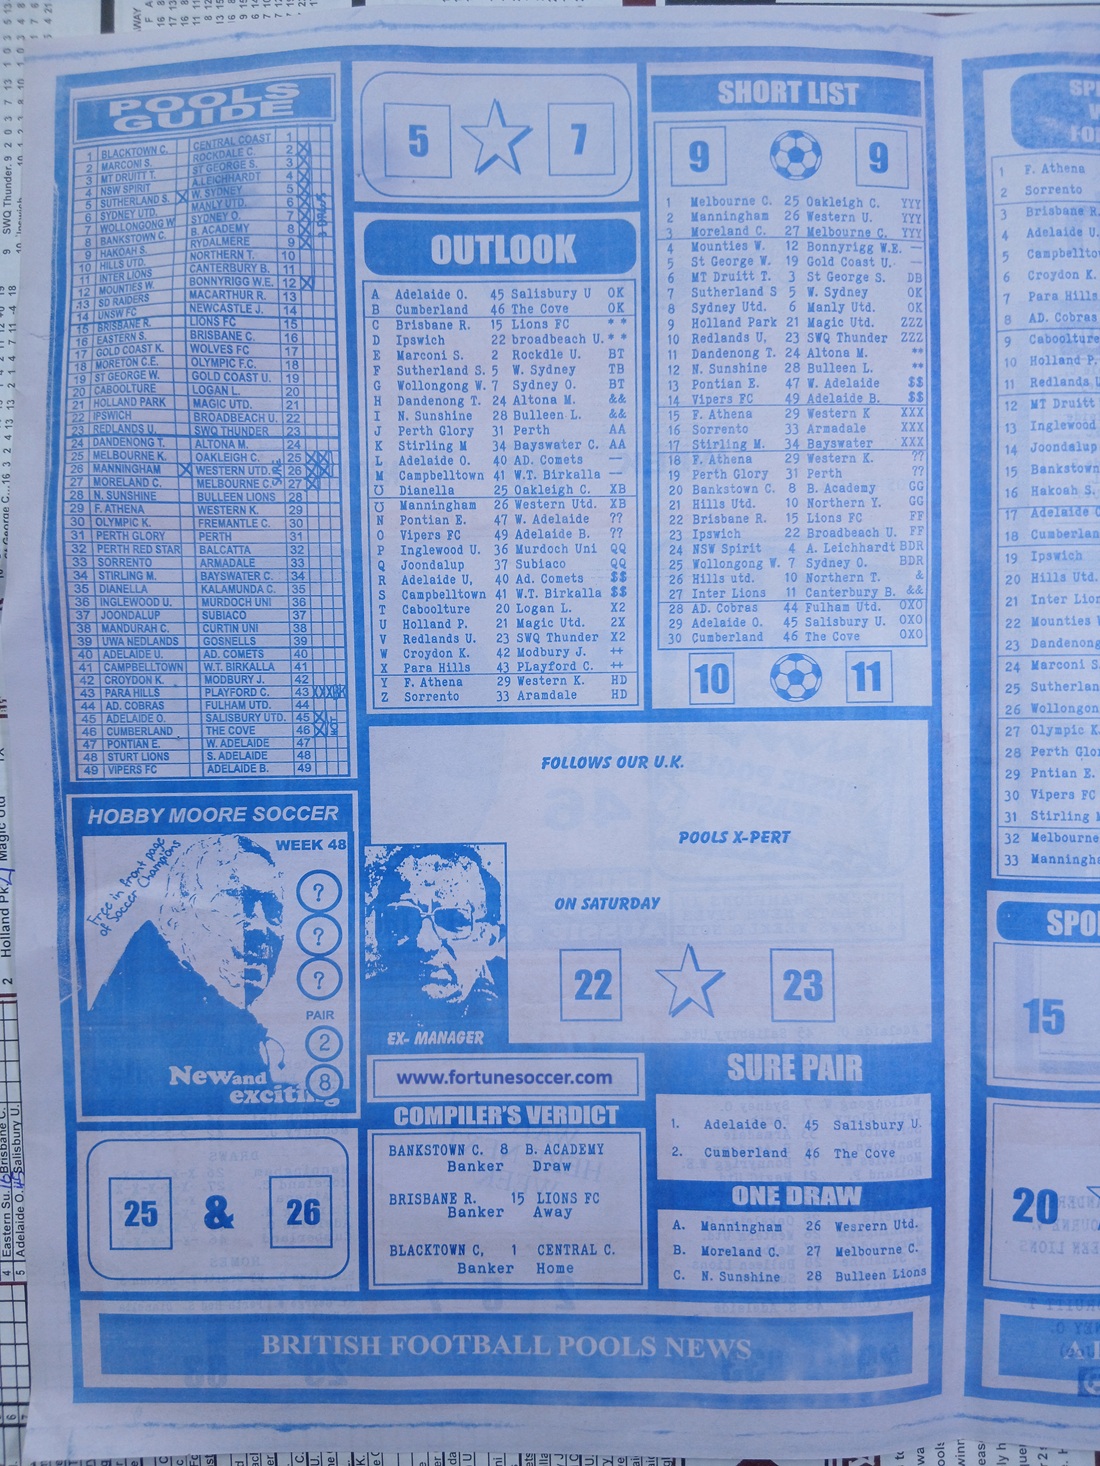 POOLS
GUIDE
1 BLACKTOWN C. CENTRAL COAST 1
2 MARCONI S. ROCKDALE C. 2
3 MT DRUITT T. ST GEORGE S. 3
4 NSW SPIRIT A.LEICHHARDT 4
5 SUTHERLAND S. W. SYDNEY 5
6 SYDNEY UTD. MANLY UTD. 6
7 WOLLONGONG W SYDNEY O. 7
8 BANKSTOWN C. B. ACADEMY 8
9 HAKOAH S. RYDALMERE 9
10 HILLS UTD. NORTHERN T. 10
11 INTER LIONS CANTERBURY B. 11
12 MOUNTIES W. BONNYRIGG W.E. 12
13 SD RAIDERS MACARTHUR R. 13
14 UNSW FC NEWCASTLE J. 14
15 BRISBANE R. LIONS FC 15
16 EASTERN S. BRISBANE C. 16
17 GOLD COAST K. WOLVES FC 17
18 MORETON C.E. OLYMPIC F.C. 18
19 ST GEORGE W. GOLD COAST U. 19
20 CABOOLTURE LOGAN L. 20
21 HOLLAND PARK MAGIC UTD. 21
22 IPSWICH BROADBEACH U. 22
23 REDLANDS U. SWQ THUNDER 23
24 DANDENONG T. ALTONA M. 24
25 MELBOURNE K. OAKLEIGH C. 25
26 MANNINGHAM WESTERN UTD. 26
27 MORELAND C. MELBOURNE C. 27
28 N. SUNSHINE BULLEEN LIONS 28
29 F. ATHENA WESTERN K. 29
30 OLYMPIC K. FREMANTLE C. 30
31 PERTH GLORY PERTH 31
32 PERTH RED STAR BALCATTA 32
33 SORRENTO ARMADALE 33
34 STIRLING M. BAYSWATER C. 34
35 DIANELLA KALAMUNDA C. 35
36 INGLEWOOD U. MURDOCH UNI 36
37 JOONDALUP SUBIACO 37
38 MANDURAH C. CURTIN UNI 38
39 UWA NEDLANDS GOSNELLS 39
40 ADELAIDE U. AD. COMETS 40
41 CAMPBELLTOWN W.T. BIRKALLA 41
42 CROYDON K. MODBURY J. 42
43 PARA HILLS PLAYFORD C. 43
44 AD. COBRAS FULHAM UTD. 44
45 ADELAIDE O. SALISBURY UTD. 45
46 CUMBERLAND THE COVE 46
47 PONTIAN E. W. ADELAIDE 47
48 STURT LIONS S. ADELAIDE 48
49 VIPERS FC ADELAIDE B. 49
5 7
OUTLOOK
A Adelaide O. 45 Salisbury U OK
B Cumberland 46 The Cove OK
C Brisbane R. 15 Lions FC * *
D Ipswich 22 broadbeach U. * *
E Marconi S. 2 Rockdle U. BT
F Sutherland S. 5 W. Sydney TB
G Wollongong W. 7 Sydney O. BT
H Dandenong T. 24 Altona M. &&
I N. Sunshine 28 Bulleen L. &&
J Perth Glory 31 Perth AA
K Stirling M 34 Bayswater C. AA
L Adelaide O. 40 AD. Comets —
M Campbelltown 41 W.T. Birkalla —
Ʊ Dianella 25 Oakleigh C. XB
Ʊ Manningham 26 Western Utd. XB
N Pontian E. 47 W. Adelaide ??
O Vipers FC 49 Adelaide B. ??
P Inglewood U. 36 Murdoch Uni QQ
Q Joondalup 37 Subiaco QQ
R Adelaide U, 40 Ad. Comets $$
S Campbelltown 41 W.T. Birkalla $$
T Caboolture 20 Logan L. X2
U Holland P. 21 Magic Utd. 2X
V Redlands U. 23 SWQ Thunder X2
W Croydon K. 42 Modbury J. ++
X Para Hills 43 PLayford C. ++
Y F. Athena 29 Western K. HD
Z Sorrento 33 Aramdale HD
SHORT LIST
9 9
1 Melbourne C. 25 Oakleigh C. YYY
2 Manningham 26 Western U. YYY
3 Moreland C. 27 Melbourne C. YYY
4 Mounties W. 12 Bonnyrigg W.E. —
5 St George W. 19 Gold Coast U. —
6 MT Druitt T. 3 St George S. DB
7 Sutherland S 5 W. Sydney OK
8 Sydney Utd. 6 Manly Utd. OK
9 Holland Park 21 Magic Utd. ZZZ
10 Redlands U, 23 SWQ Thunder ZZZ
11 Dandenong T. 24 Altona M. **
12 N. Sunshine 28 Bulleen L. **
13 Pontian E. 47 W. Adelaide $$
14 Vipers FC 49 Adelaide B. $$
15 F. Athena 29 Western K XXX
16 Sorrento 33 Armadale XXX
17 Stirling M. 34 Bayswater XXX
18 F. Athena 29 Western K. ??
19 Perth Glory 31 Perth ??
20 Bankstown C. 8 B. Academy GG
21 Hills Utd. 10 Northern Y. GG
22 Brisbane R. 15 Lions FC FF
23 Ipswich 22 Broadbeach U. FF
24 NSW Spirit 4 A. Leichhardt BDR
25 Wollongong W. 7 Sydney O. BDR
26 Hills utd. 10 Northern T. &
27 Inter Lions 11 Canterbury B. &&
28 AD. Cobras 44 Fulham Utd. OXO
29 Adelaide O. 45 Salisbury U. OXO
30 Cumberland 46 The Cove OXO
10 11
FOLLOWS OUR U.K.
POOLS X-PERT
ON SATURDAY
22 23
EX- MANAGER
HOBBY MOORE SOCCER
WEEK 48
Free in front page
of Soccer Champions
?
?
?
PAIR
2
8
New and
exciting
25 & 26
www.fortunesoccer.com
COMPILER'S VERDICT
BANKSTOWN C. 8 B. ACADEMY
Banker Draw
BRISBANE R. 15 LIONS FC
Banker Away
BLACKTOWN C, 1 CENTRAL C.
Banker Home
SURE PAIR
1. Adelaide O. 45 Salisbury U.
2. Cumberland 46 The Cove
ONE DRAW
A. Manningham 26 Wesrern Utd.
B. Moreland C. 27 Melbourne C.
C. N. Sunshine 28 Bulleen Lions
BRITISH FOOTBALL POOLS NEWS
1 F. Athena
2 Sorrento
3 Brisbane R.
4 Adelaide U.
5 Campbelltow
6 Croydon K.
7 Para Hills
8 AD. Cobras
9 Caboolture
10 Holland P.
11 Redlands U
12 MT Druitt
13 Inglewood
14 Joondalup
15 Bankstown
16 Hakoah S.
17 Adelaide O
18 Cumberlan
19 Ipswich
20 Hills Utd.
21 Inter Lion
22 Mounties W
23 Dandenong
24 Marconi S.
25 Sutherlan
26 Wollongon
27 Olympic K.
28 Perth Glor
29 Pntian E.
30 Vipers FC
31 Stirling M
32 Melbourne
33 Manningha
SPO
15
20